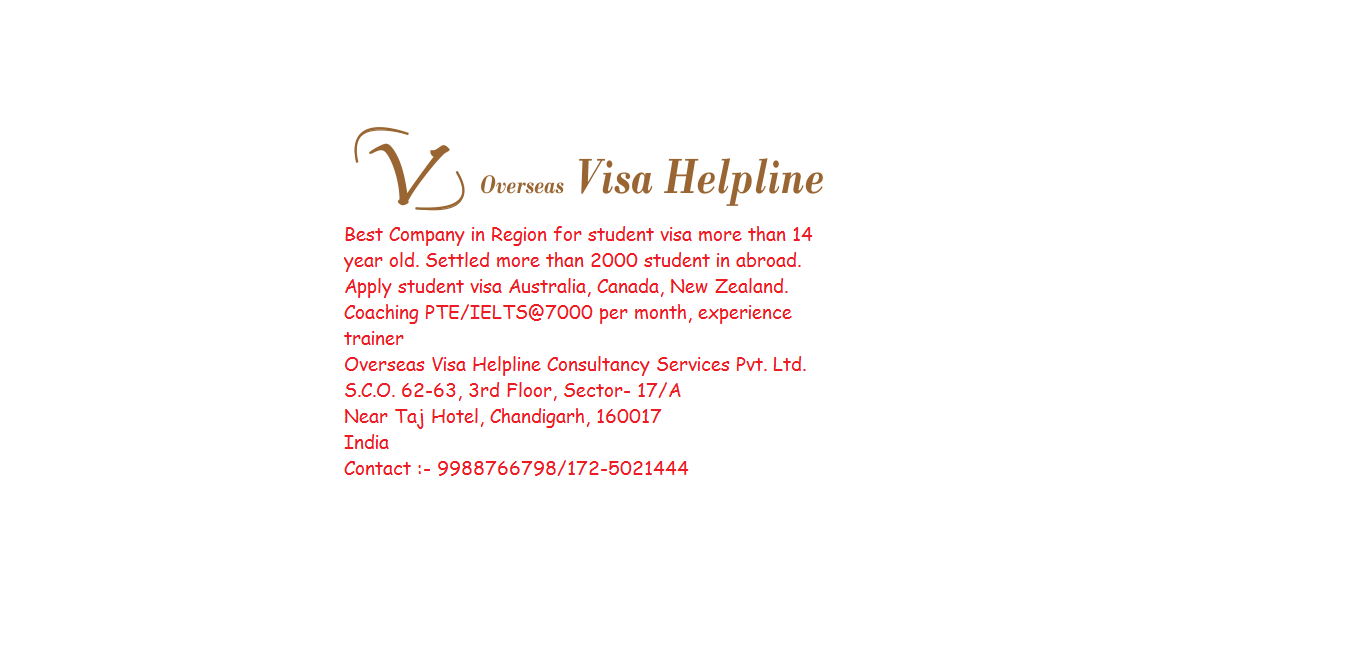 V Overseas Visa Helpline
Best Company in Region for student visa more than 14
year old. Settled more than 2000 student in abroad.
Apply student visa Australia, Canada, New Zealand.
Coaching PTE/IELTS@7000 per month, experience
trainer
Overseas Visa Helpline Consultancy Services Pvt. Ltd.
S.C.O. 62-63, 3rd Floor, Sector- 17/A
Near Taj Hotel, Chandigarh, 160017
India
Contact :- 9988766798/172-5021444